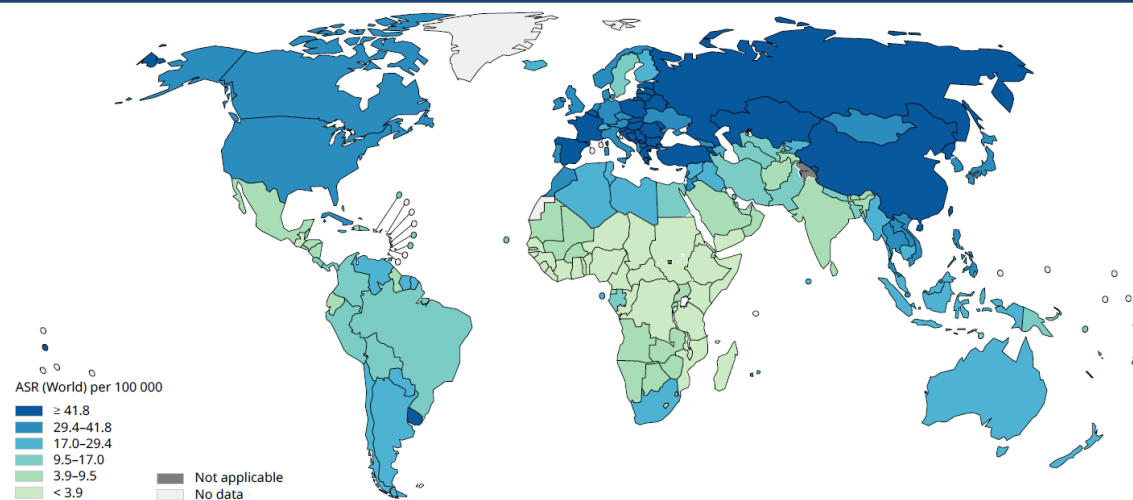 ASR (World) per 100 000
≥ 41.8
29.4–41.8
17.0–29.4
9.5–17.0
3.9–9.5
< 3.9
Not applicable
No data